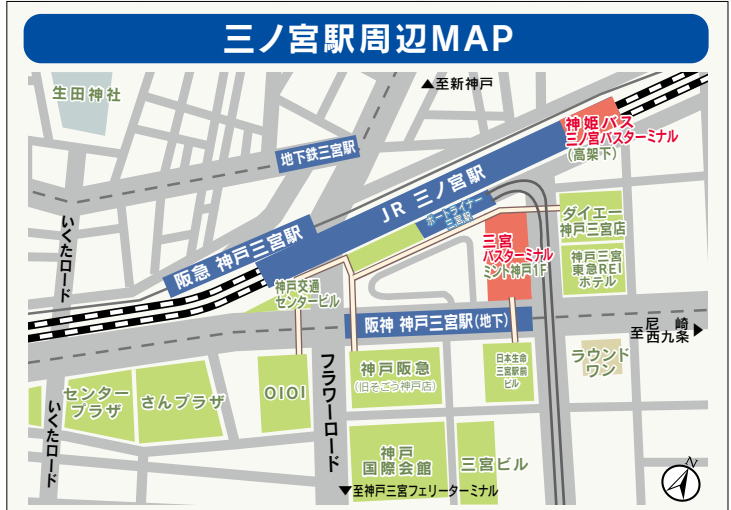 三ノ宮駅周辺MAP
生田神社
▲至新神戸
神姫バス
三ノ宮バスターミナル
(高架下)
地下鉄三宮駅
JR 三ノ宮駅
ポートライナー
三宮駅
ダイエー
神戸三宮店
いくたロード
阪急 神戸三宮駅
三宮
バスターミナル
ミント神戸1F
神戸三宮
東急REI
ホテル
神戸交通
センタービル
阪神 神戸三宮駅(地下)
至 尼崎
西九条
センター
プラザ
さんプラザ
OIOI
フラワーロード
神戸阪急
(旧そごう神戸店)
日本生命
三宮駅前
ビル
ラウンド
ワン
いくたロード
神戸
国際会館
三宮ビル
▼至神戸三宮フェリーターミナル
N